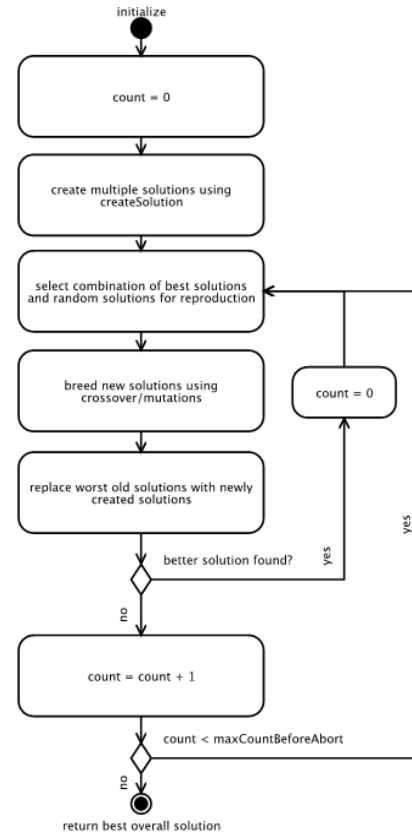 initialize
count = 0
create multiple solutions using
createSolution
select combination of best solutions
and random solutions for reproduction
breed new solutions using
crossover/mutations
count = 0
replace worst old solutions with newly
created solutions
better solution found?
yes
yes
no
count = count + 1
count < maxCountBeforeAbort
no
return best overall solution